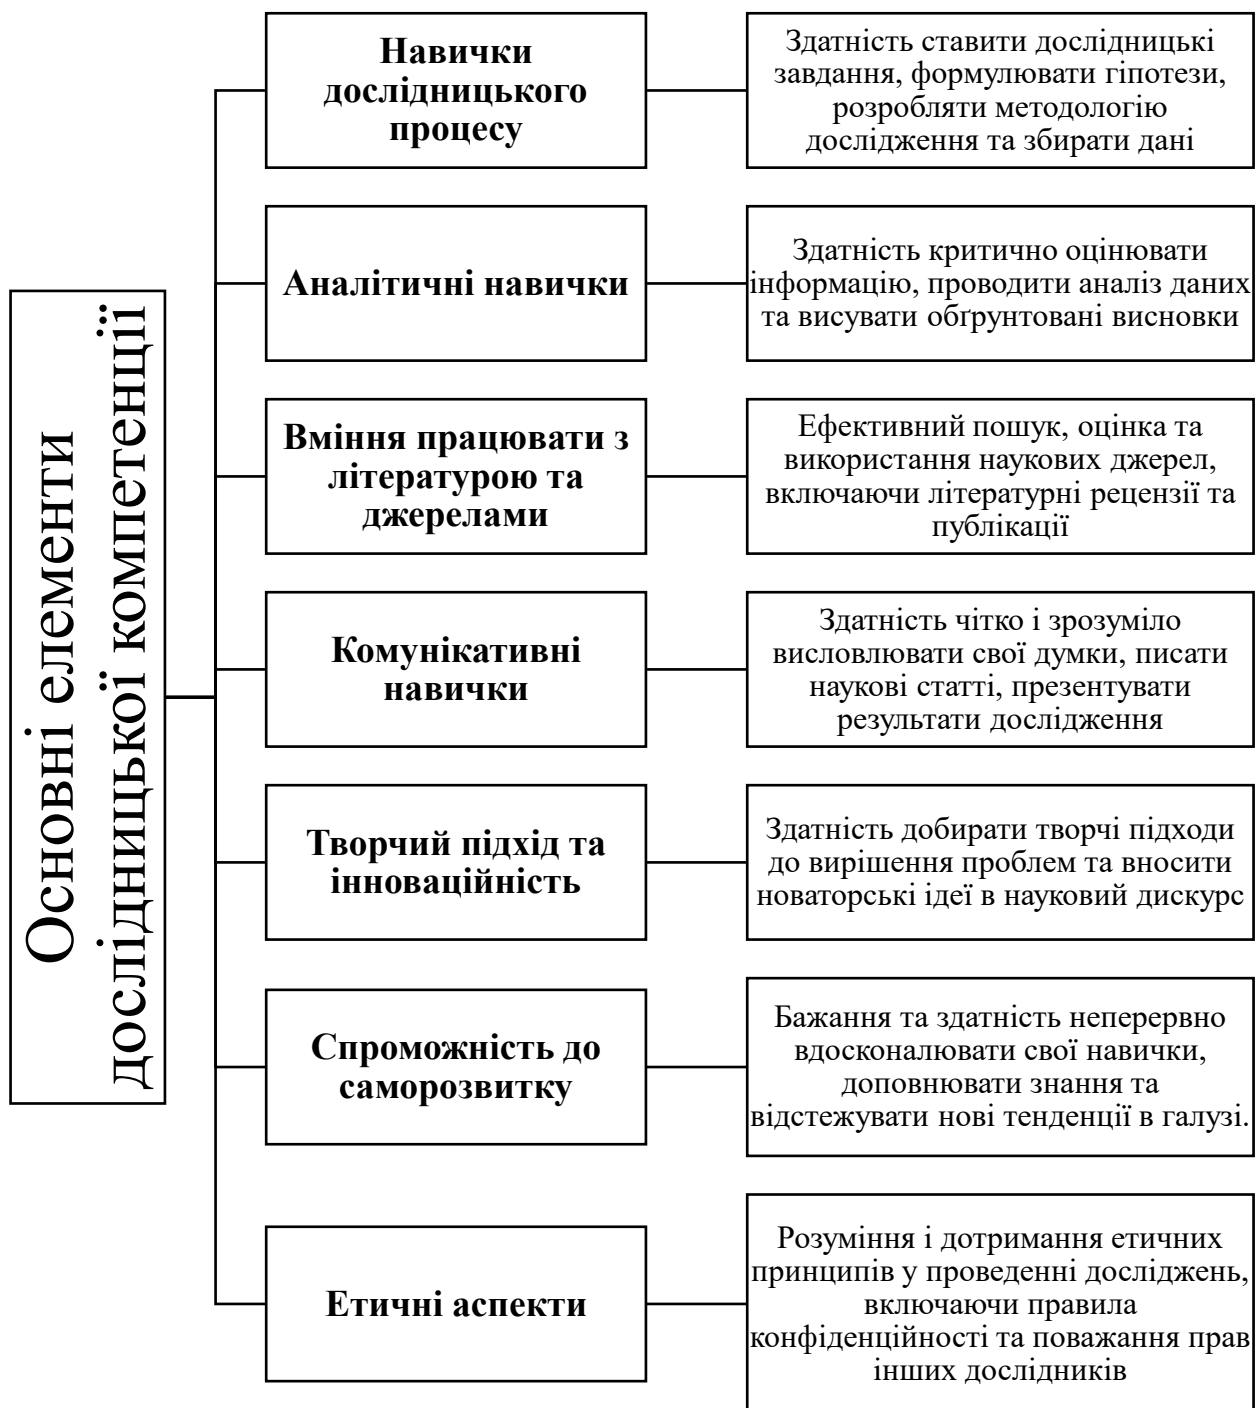 Основні елементи
дослідницької компетенції
Навички
дослідницького
процесу
Здатність ставити дослідницькі
завдання, формулювати гіпотези,
розробляти методологію
дослідження та збирати дані
Аналітичні навички
Здатність критично оцінювати
інформацію, проводити аналіз даних
та висувати обґрунтовані висновки
Вміння працювати з
літературою та
джерелами
Ефективний пошук, оцінка та
використання наукових джерел,
включаючи літературні рецензії та
публікації
Комунікативні
навички
Здатність чітко і зрозуміло
висловлювати свої думки, писати
наукові статті, презентувати
результати дослідження
Творчий підхід та
інноваційність
Здатність добирати творчі підходи
до вирішення проблем та вносити
новаторські ідеї в науковий дискурс
Спроможність до
саморозвитку
Бажання та здатність неперервно
вдосконалювати свої навички,
доповнювати знання та
відстежувати нові тенденції в галузі.
Етичні аспекти
Розуміння і дотримання етичних
принципів у проведенні досліджень,
включаючи правила
конфіденційності та поважання прав
інших дослідників